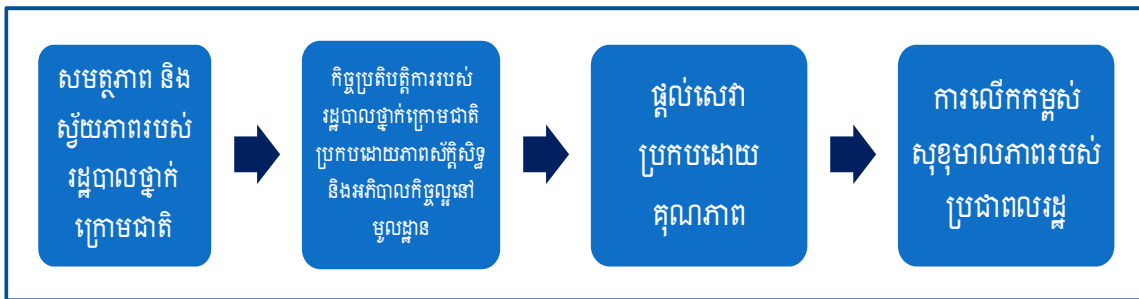 សមត្ថភាព និង
ស្វ័យភាពរបស់
រដ្ឋបាលថ្នាក់
ក្រោមជាតិ
កិច្ចប្រតិបត្តិការរបស់
រដ្ឋបាលថ្នាក់ក្រោមជាតិ
ប្រកបដោយភាពស័ក្តិសិទ្ធ
និងអភិបាលកិច្ចល្អនៅ
មូលដ្ឋាន
ផ្តល់សេវា
ប្រកបដោយ
គុណភាព
ការលើកកម្ពស់
សុខុមាលភាពរបស់
ប្រជាពលរដ្ឋ